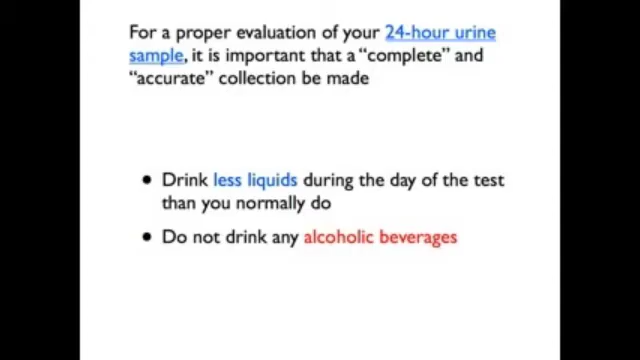 For a proper evaluation of your 24-hour urine
sample, it is important that a “complete” and
“accurate” collection be made
• Drink less liquids during the day of the test
than you normally do
• Do not drink any alcoholic beverages